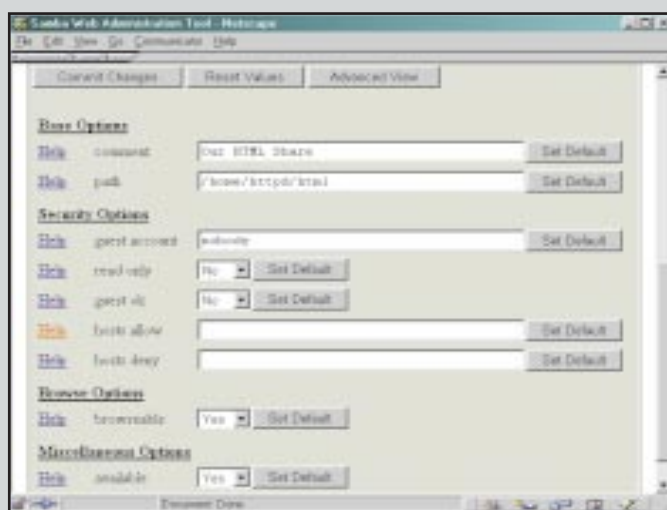 Samba Web Administration Tool - Netscape
File Edit View Go Communicator Help
Commit Changes Reset Values Advanced View
Base Options
Help comment Our HTML Share Set Default
Help path /home/httpd/html Set Default
Security Options
Help guest account nobody Set Default
Help read only No Set Default
Help guest ok No Set Default
Help hosts allow Set Default
Help hosts deny Set Default
Browse Options
Help browseable Yes Set Default
Miscellaneous Options
Help available Yes Set Default
Document Done